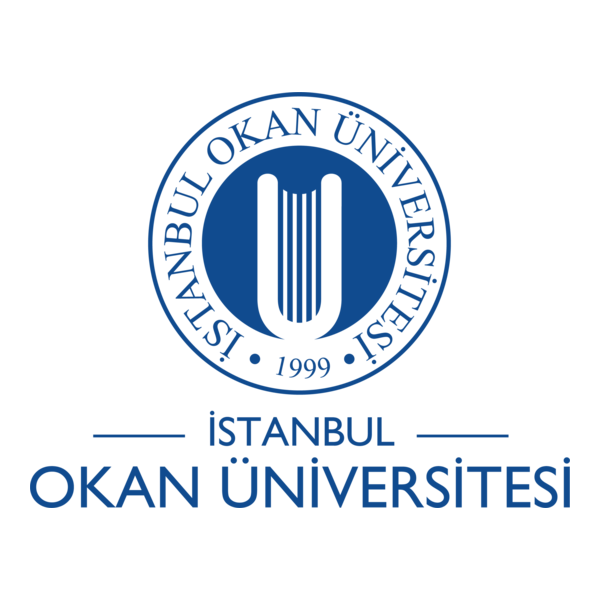 İSTANBUL OKAN ÜNİVERSİTESİ
• 1999 •
İSTANBUL
OKAN ÜNİVERSİTESİ